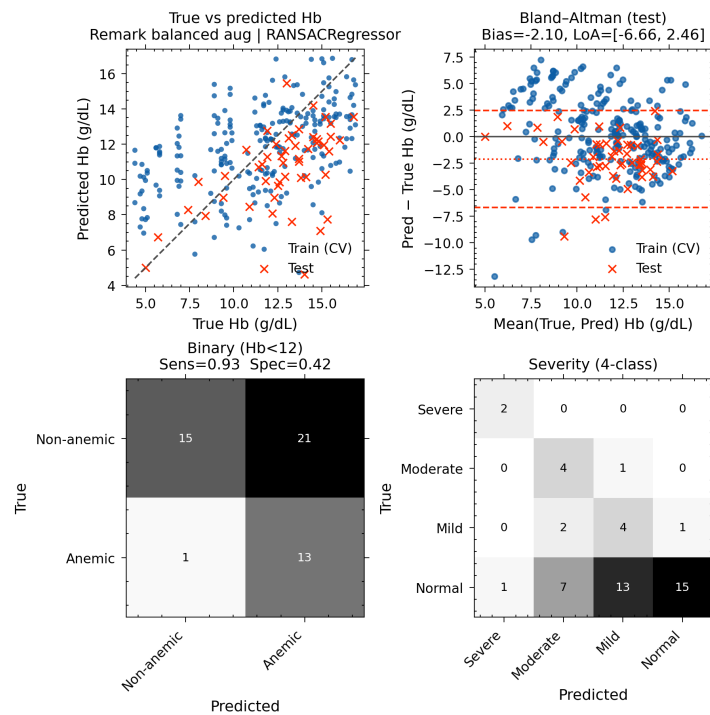 True vs predicted Hb
Remark balanced aug | RANSACRegressor
Predicted Hb (g/dL)
16
14
12
10
8
6
4
5.0
7.5
10.0
12.5
15.0
True Hb (g/dL)
Train (CV)
Test
Bland–Altman (test)
Bias=-2.10, LoA=[-6.66, 2.46]
Pred − True Hb (g/dL)
7.5
5.0
2.5
0.0
−2.5
−5.0
−7.5
−10.0
−12.5
5.0
7.5
10.0
12.5
15.0
Mean(True, Pred) Hb (g/dL)
Train (CV)
Test
Binary (Hb<12)
Sens=0.93 Spec=0.42
True
Non-anemic
15
21
Anemic
1
13
Non-anemic
Anemic
Predicted
Severity (4-class)
True
Severe
2
0
0
0
Moderate
0
4
1
0
Mild
0
2
4
1
Normal
1
7
13
15
Severe
Moderate
Mild
Normal
Predicted